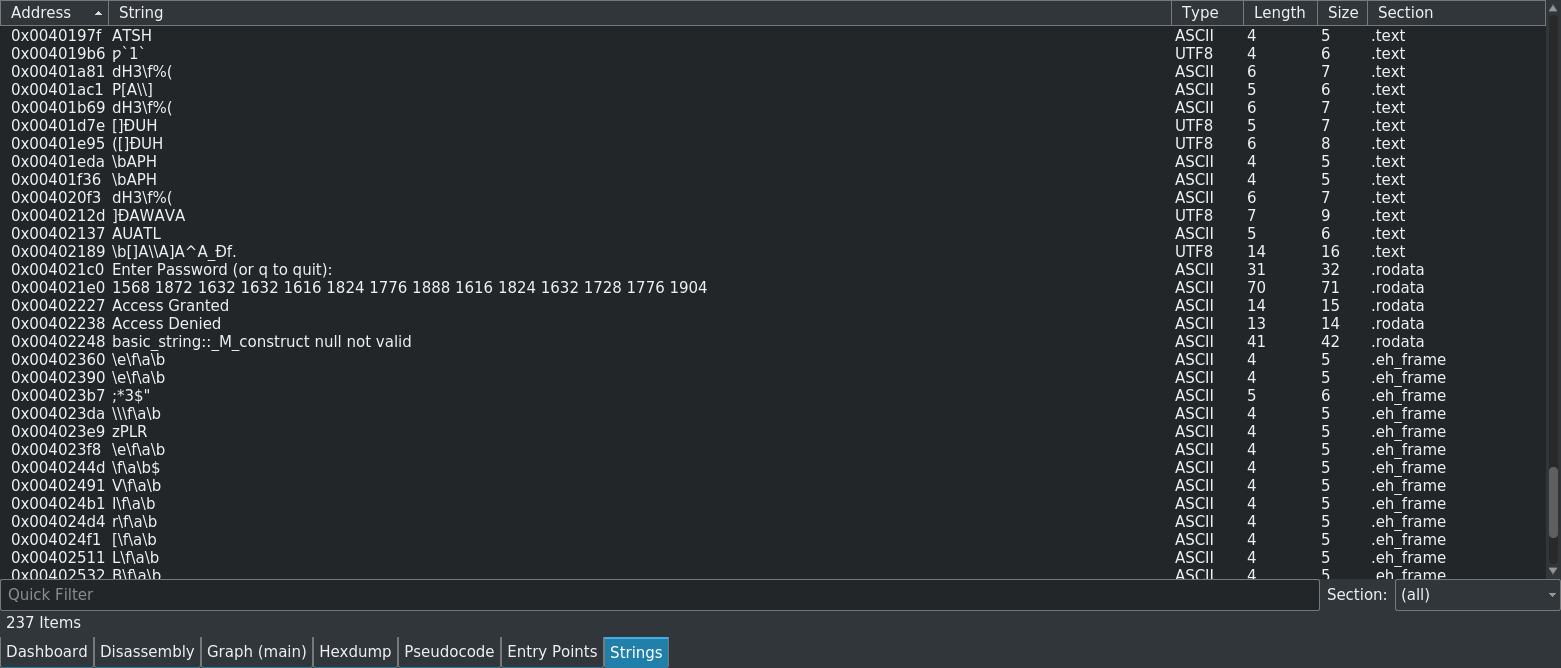 Address String Type Length Size Section
0x0040197f ATSH ASCII 4 5 .text
0x004019b6 ƿ`1` UTF8 4 6 .text
0x00401a81 dH3\f%( ASCII 6 7 .text
0x00401ac1 P[A\\] ASCII 5 6 .text
0x00401b69 dH3\f%( ASCII 6 7 .text
0x00401d7e []ÐUH UTF8 5 7 .text
0x00401e95 ([]ÐUH UTF8 6 8 .text
0x00401eda \bAPH ASCII 4 5 .text
0x00401f36 \bAPH ASCII 4 5 .text
0x004020f3 dH3\f%( ASCII 6 7 .text
0x0040212d ]ÐAWAVA UTF8 7 9 .text
0x00402137 AUATL ASCII 5 6 .text
0x00402189 \b[]A\\A]A^A_Ðf. UTF8 14 16 .text
0x004021c0 Enter Password (or q to quit): ASCII 31 32 .rodata
0x004021e0 1568 1872 1632 1632 1616 1824 1776 1888 1616 1824 1632 1728 1776 1904 ASCII 70 71 .rodata
0x00402227 Access Granted ASCII 14 15 .rodata
0x00402238 Access Denied ASCII 13 14 .rodata
0x00402248 basic_string::_M_construct null not valid ASCII 41 42 .rodata
0x00402360 \e\f\a\b ASCII 4 5 .eh_frame
0x00402390 \e\f\a\b ASCII 4 5 .eh_frame
0x004023b7 ;*3$" ASCII 5 6 .eh_frame
0x004023da \\\f\a\b ASCII 4 5 .eh_frame
0x004023e9 zPLR ASCII 4 5 .eh_frame
0x004023f8 \e\f\a\b ASCII 4 5 .eh_frame
0x0040244d \f\a\b$ ASCII 4 5 .eh_frame
0x00402491 V\f\a\b ASCII 4 5 .eh_frame
0x004024b1 I\f\a\b ASCII 4 5 .eh_frame
0x004024d4 r\f\a\b ASCII 4 5 .eh_frame
0x004024f1 [\f\a\b ASCII 4 5 .eh_frame
0x00402511 L\f\a\b ASCII 4 5 .eh_frame
0x00402532 B\f\a\b ASCII 4 5 .eh_frame
Quick Filter Section: (all)
237 Items
Dashboard Disassembly Graph (main) Hexdump Pseudocode Entry Points Strings